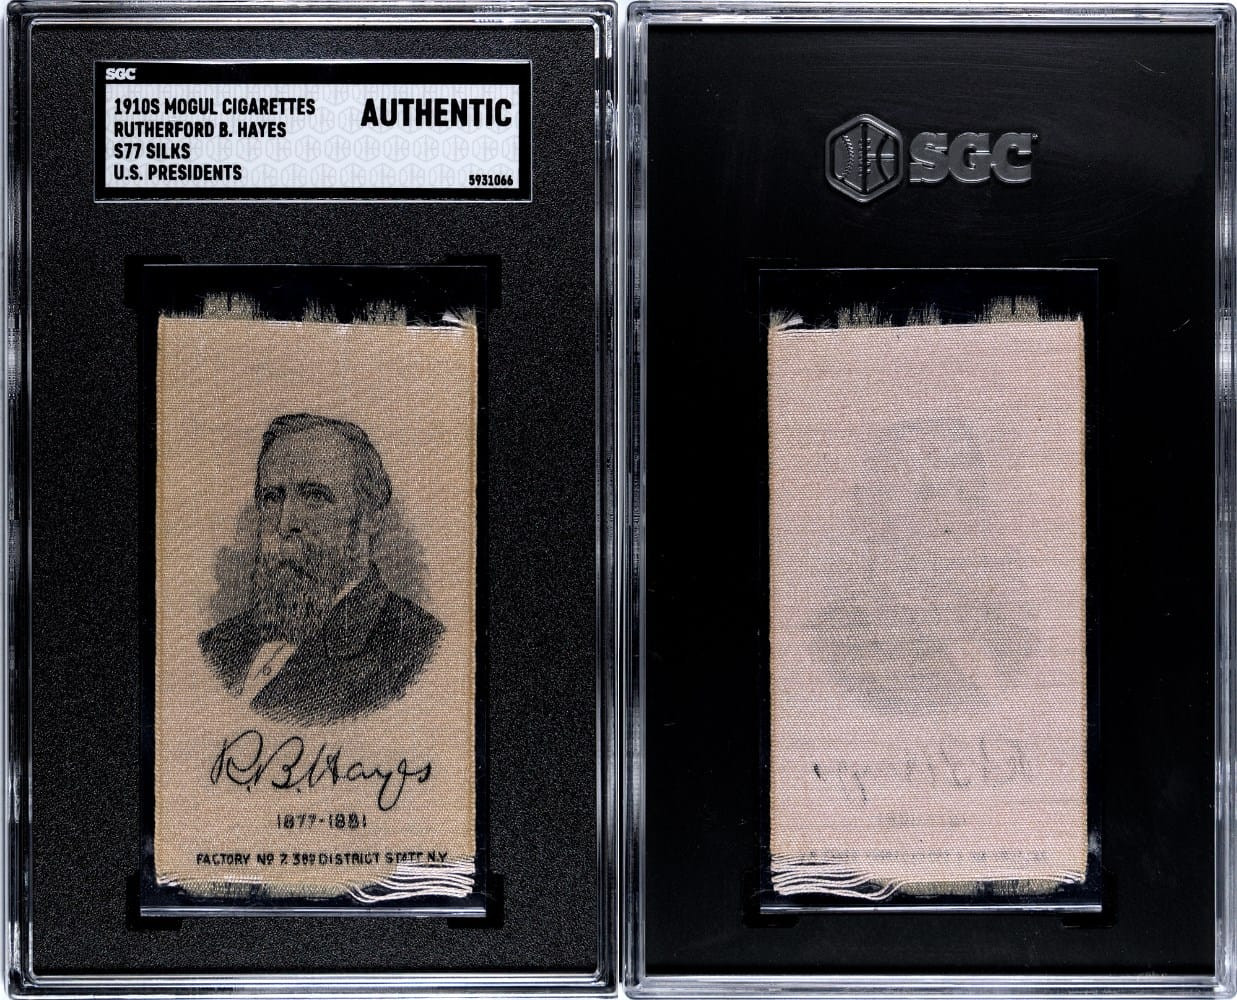 SGC
1910S MOGUL CIGARETTES
RUTHERFORD B. HAYES
S77 SILKS
U.S. PRESIDENTS
AUTHENTIC
5931066
R.B. Hayes
1877-1881
FACTORY Nº 7. 3RD DISTRICT STATE N.Y.
SGC